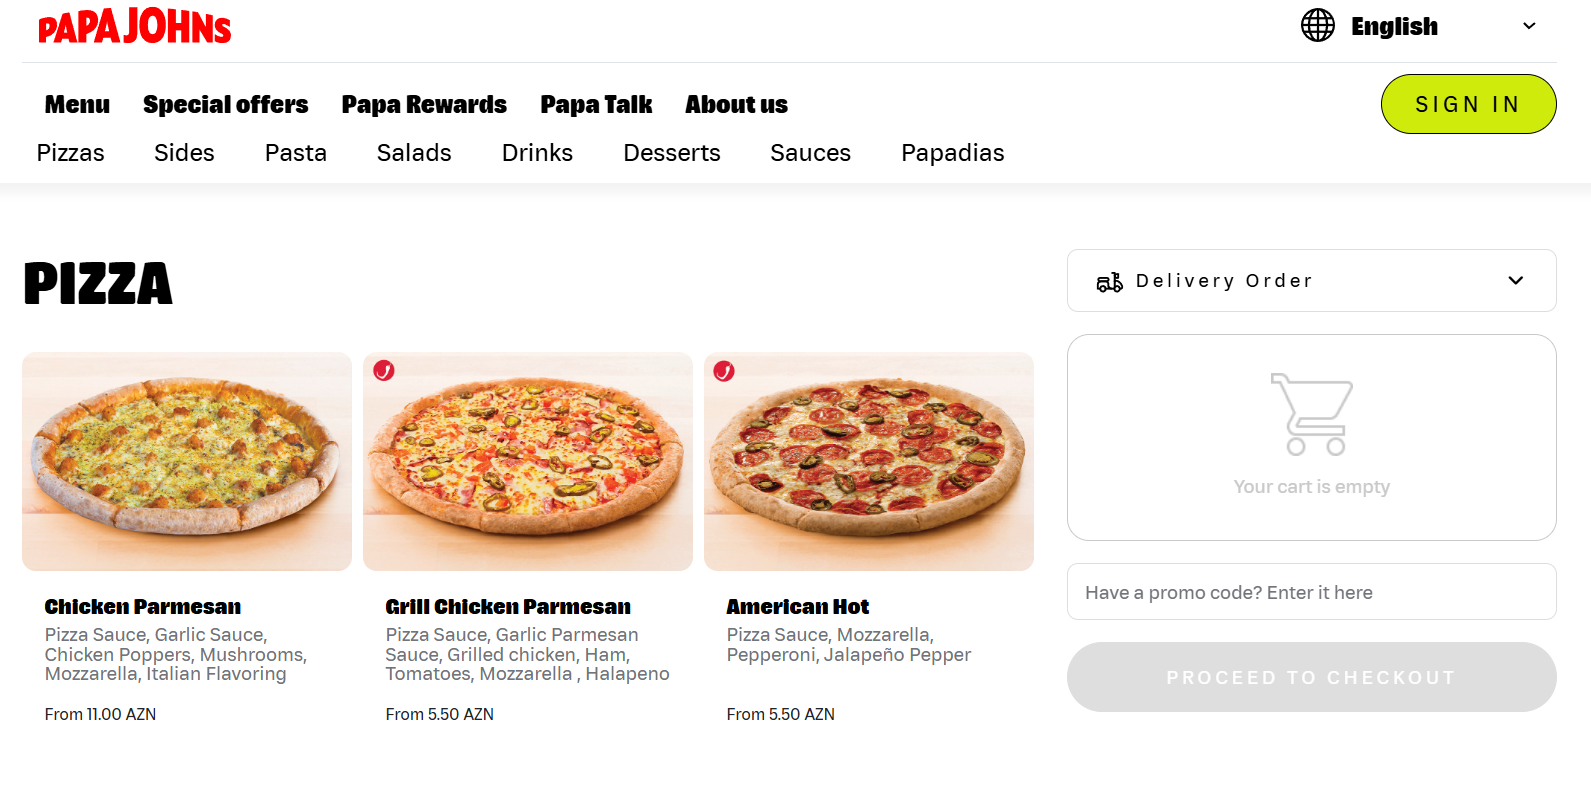 PAPA JOHNS
English
Menu Special offers Papa Rewards Papa Talk About us
SIGN IN
Pizzas Sides Pasta Salads Drinks Desserts Sauces Papadias
PIZZA
Delivery Order
Your cart is empty
Have a promo code? Enter it here
PROCEED TO CHECKOUT
Chicken Parmesan
Pizza Sauce, Garlic Sauce,
Chicken Poppers, Mushrooms,
Mozzarella, Italian Flavoring
From 11.00 AZN
Grill Chicken Parmesan
Pizza Sauce, Garlic Parmesan
Sauce, Grilled chicken, Ham,
Tomatoes, Mozzarella , Halapeno
From 5.50 AZN
American Hot
Pizza Sauce, Mozzarella,
Pepperoni, Jalapeño Pepper
From 5.50 AZN